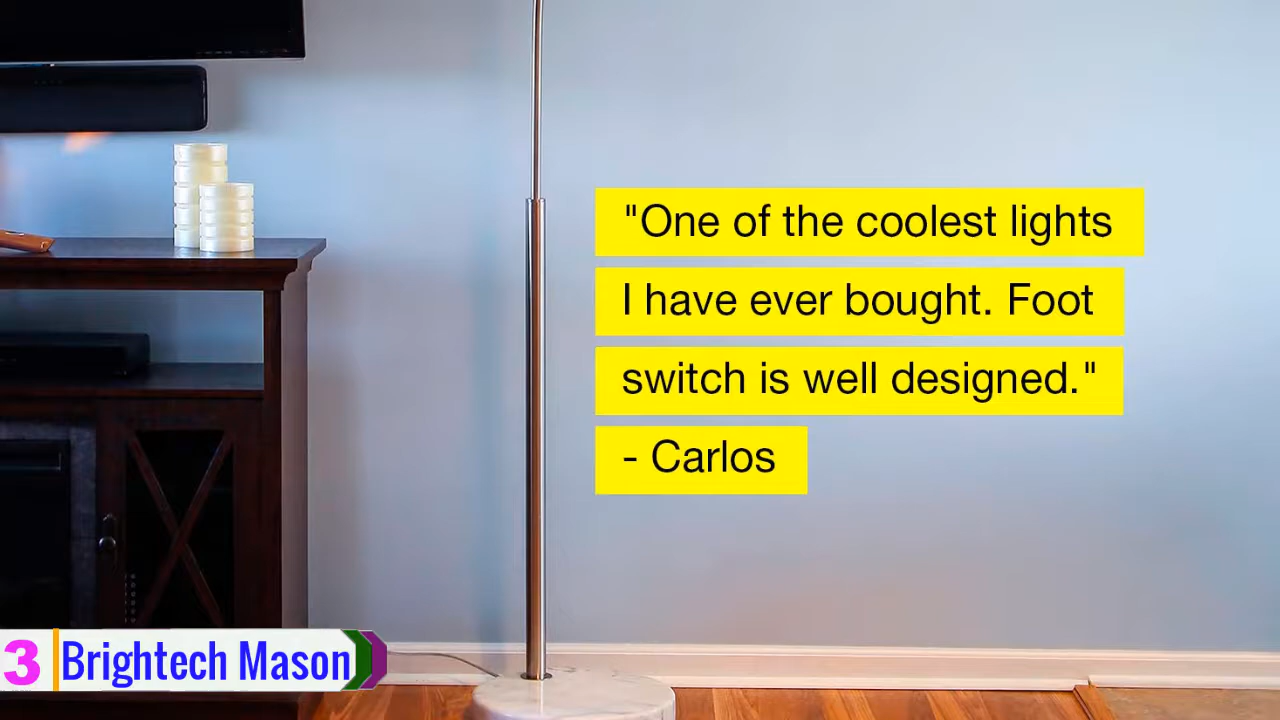 "One of the coolest lights
I have ever bought. Foot
switch is well designed."
- Carlos
3 Brightech Mason